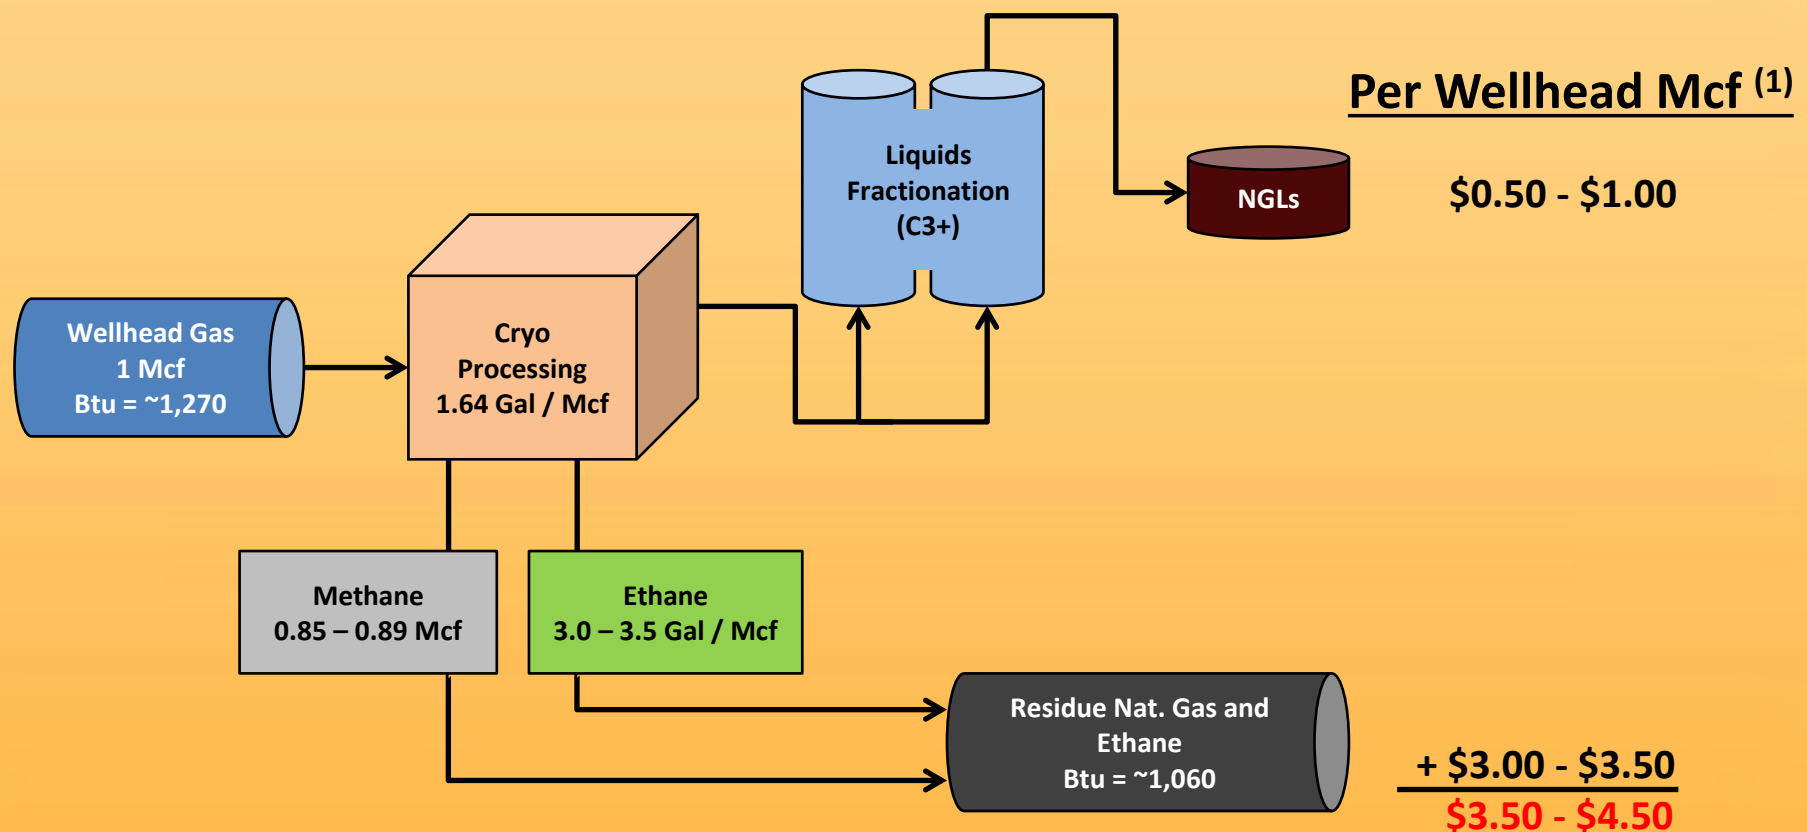 Per Wellhead Mcf (1)
Liquids
Fractionation
(C3+)
NGLs
$0.50 - $1.00
Wellhead Gas
1 Mcf
Btu = ~1,270
Cryo
Processing
1.64 Gal / Mcf
Methane
0.85 – 0.89 Mcf
Ethane
3.0 – 3.5 Gal / Mcf
Residue Nat. Gas and
Ethane
Btu = ~1,060
+ $3.00 - $3.50
$3.50 - $4.50